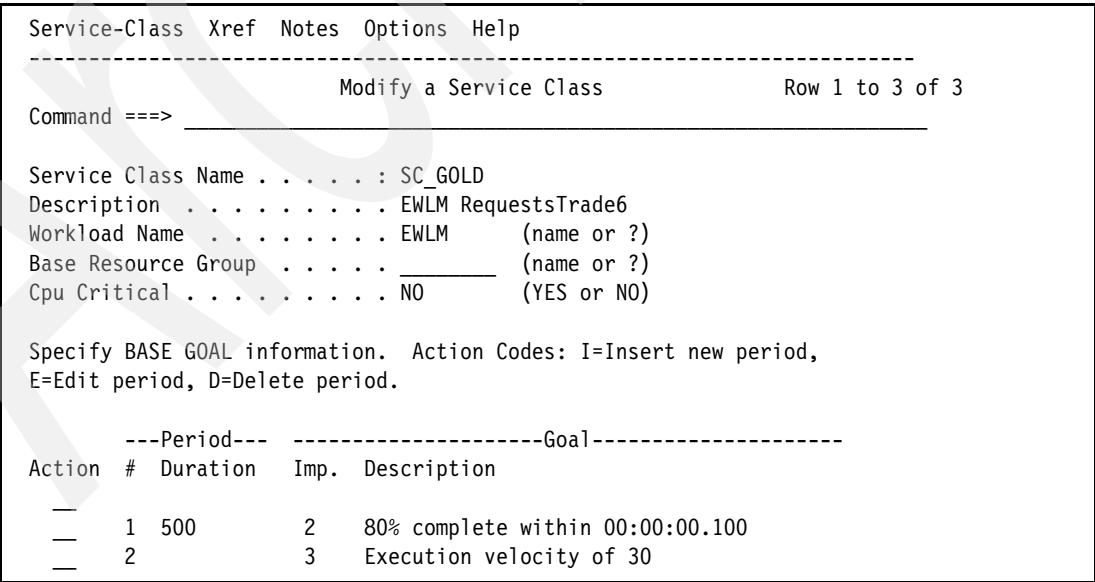 Service-Class Xref Notes Options Help
--------------------------------------------------------------------------
Modify a Service Class Row 1 to 3 of 3
Command ===> ______________________________________________________________
Service Class Name . . . . . : SC_GOLD
Description . . . . . . . . . EWLM RequestsTrade6
Workload Name . . . . . . . . EWLM (name or ?)
Base Resource Group . . . . . ________ (name or ?)
Cpu Critical . . . . . . . . . NO (YES or NO)
Specify BASE GOAL information. Action Codes: I=Insert new period,
E=Edit period, D=Delete period.
---Period--- ---------------------Goal---------------------
Action # Duration Imp. Description
__
__ 1 500 2 80% complete within 00:00:00.100
__ 2 3 Execution velocity of 30